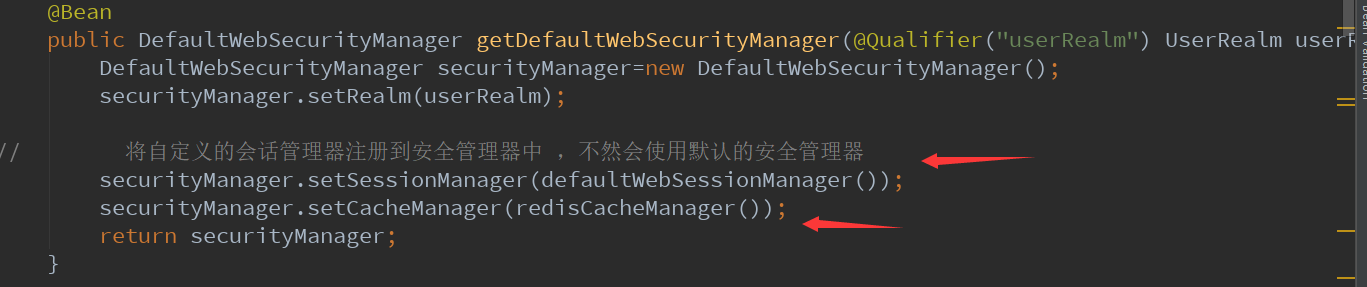 @Bean
public DefaultWebSecurityManager getDefaultWebSecurityManager(@Qualifier("userRealm") UserRealm userR
DefaultWebSecurityManager securityManager=new DefaultWebSecurityManager();
securityManager.setRealm(userRealm);
// 将自定义的会话管理器注册到安全管理器中 ，不然会使用默认的安全管理器
securityManager.setSessionManager(defaultWebSessionManager());
securityManager.setCacheManager(redisCacheManager());
return securityManager;
}
Bean Validation